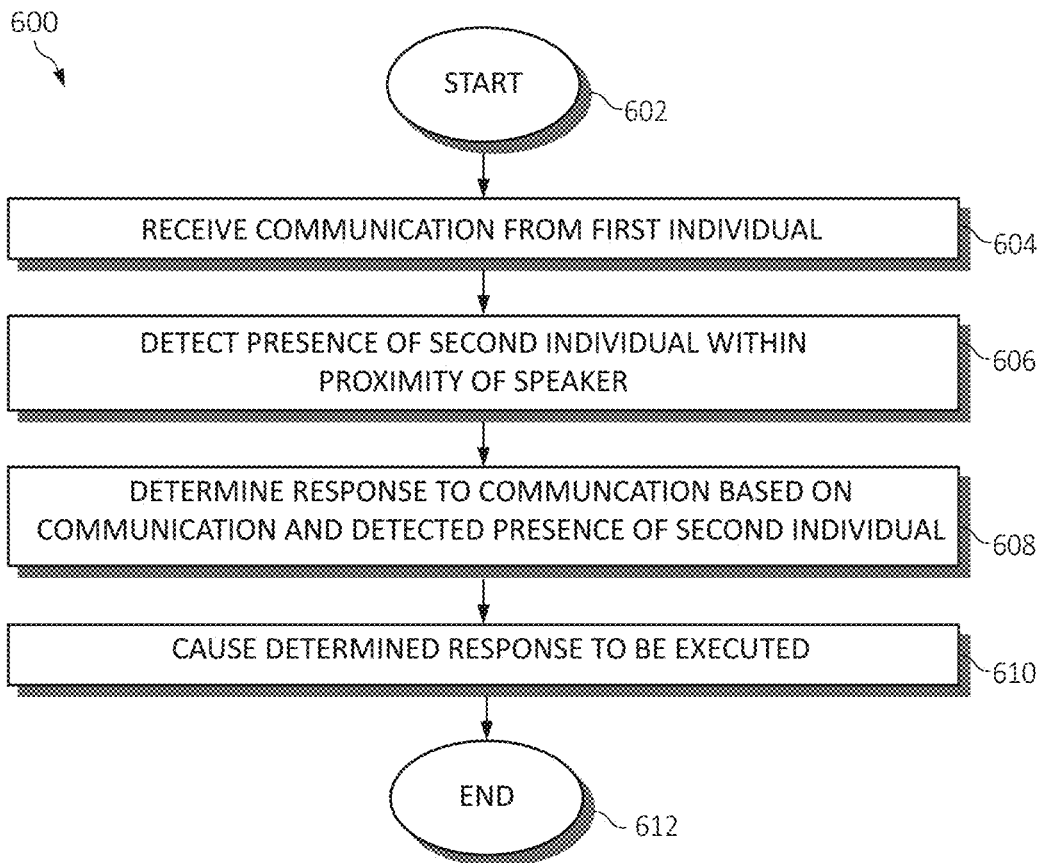 600
START
602
RECEIVE COMMUNICATION FROM FIRST INDIVIDUAL
604
DETECT PRESENCE OF SECOND INDIVIDUAL WITHIN
PROXIMITY OF SPEAKER
606
DETERMINE RESPONSE TO COMMUNCATION BASED ON
COMMUNICATION AND DETECTED PRESENCE OF SECOND INDIVIDUAL
608
CAUSE DETERMINED RESPONSE TO BE EXECUTED
610
END
612